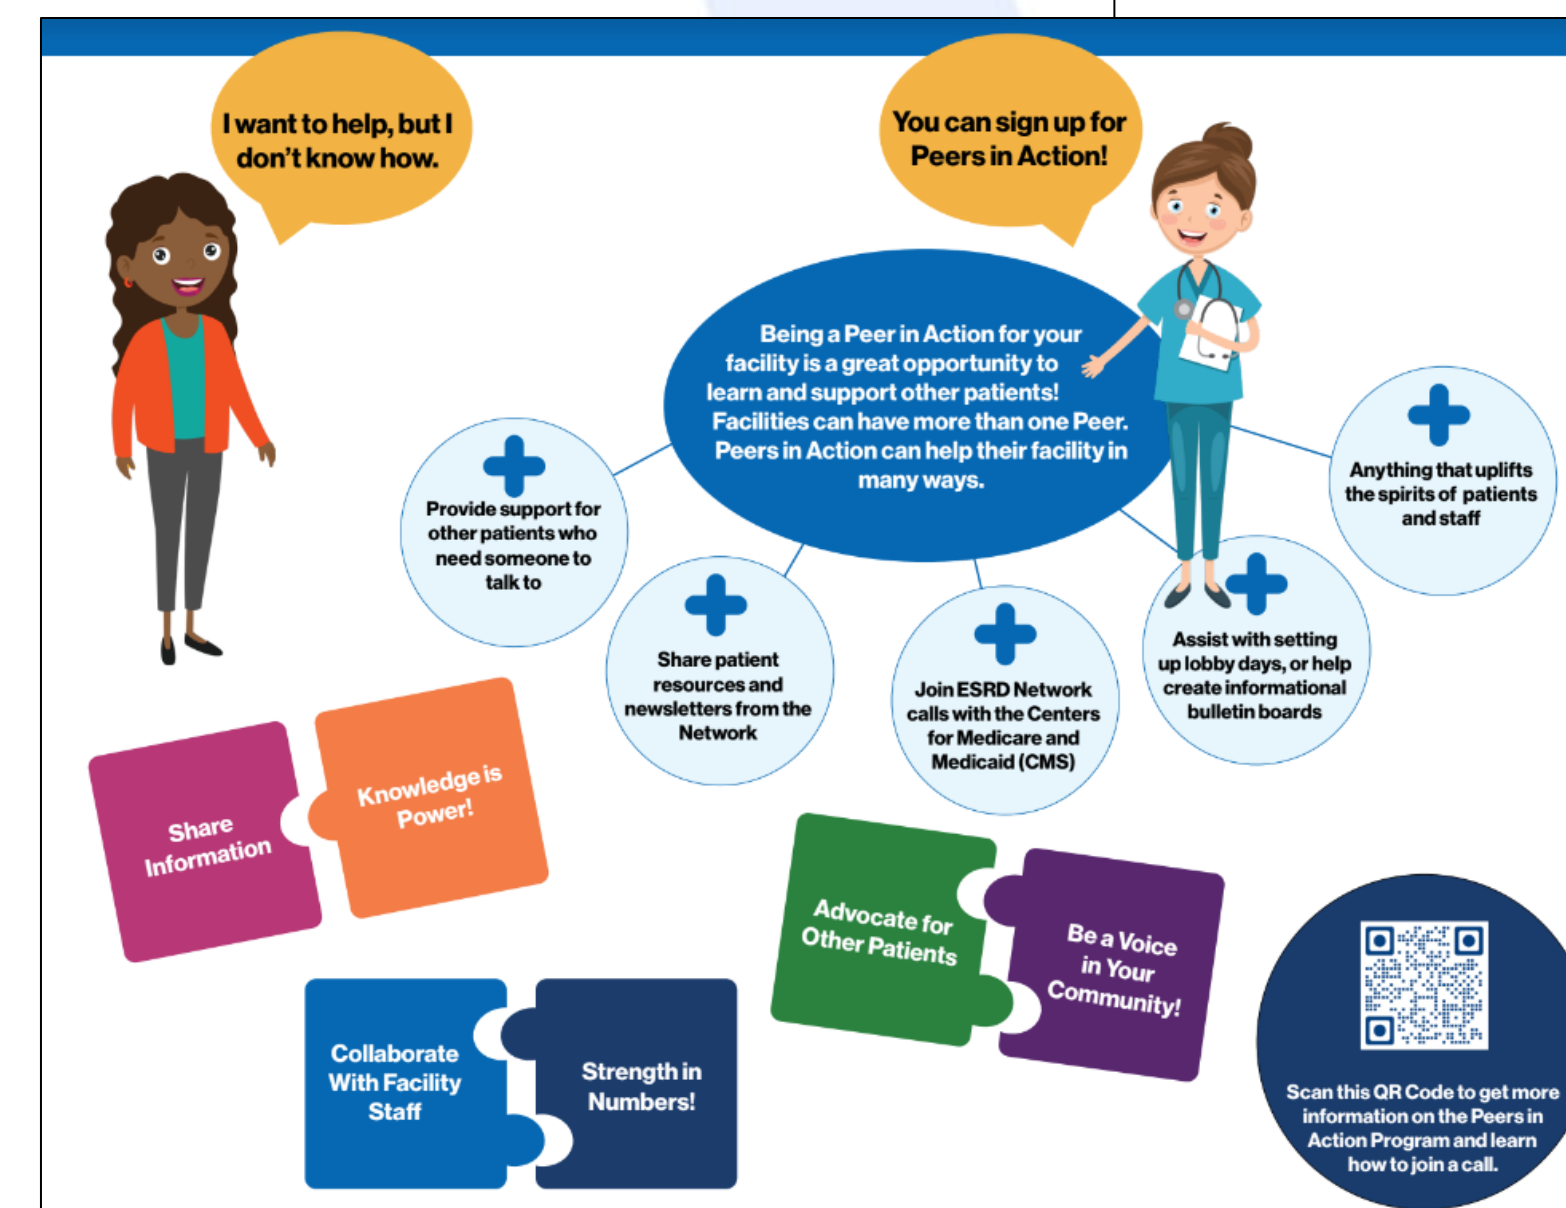 I want to help, but I
don't know how.
You can sign up for
Peers in Action!
Being a Peer in Action for your
facility is a great opportunity to
learn and support other patients!
Facilities can have more than one Peer.
Peers in Action can help their facility in
many ways.
Provide support for
other patients who
need someone to
talk to
Share patient
resources and
newsletters from the
Network
Join ESRD Network
calls with the Centers
for Medicare and
Medicaid (CMS)
Assist with setting
up lobby days, or help
create informational
bulletin boards
Anything that uplifts
the spirits of patients
and staff
Share
Information
Knowledge is
Power!
Advocate for
Other Patients
Be a Voice
in Your
Community!
Collaborate
With Facility
Staff
Strength in
Numbers!
Scan this QR Code to get more
information on the Peers in
Action Program and learn
how to join a call.